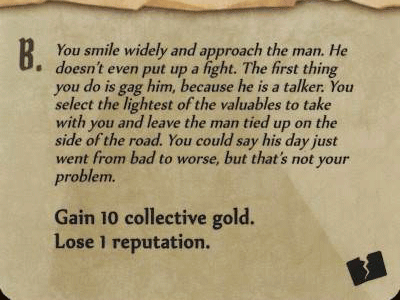 B.
You smile widely and approach the man. He
doesn't even put up a fight. The first thing
you do is gag him, because he is a talker. You
select the lightest of the valuables to take
with you and leave the man tied up on the
side of the road. You could say his day just
went from bad to worse, but that's not your
problem.
Gain 10 collective gold.
Lose 1 reputation.